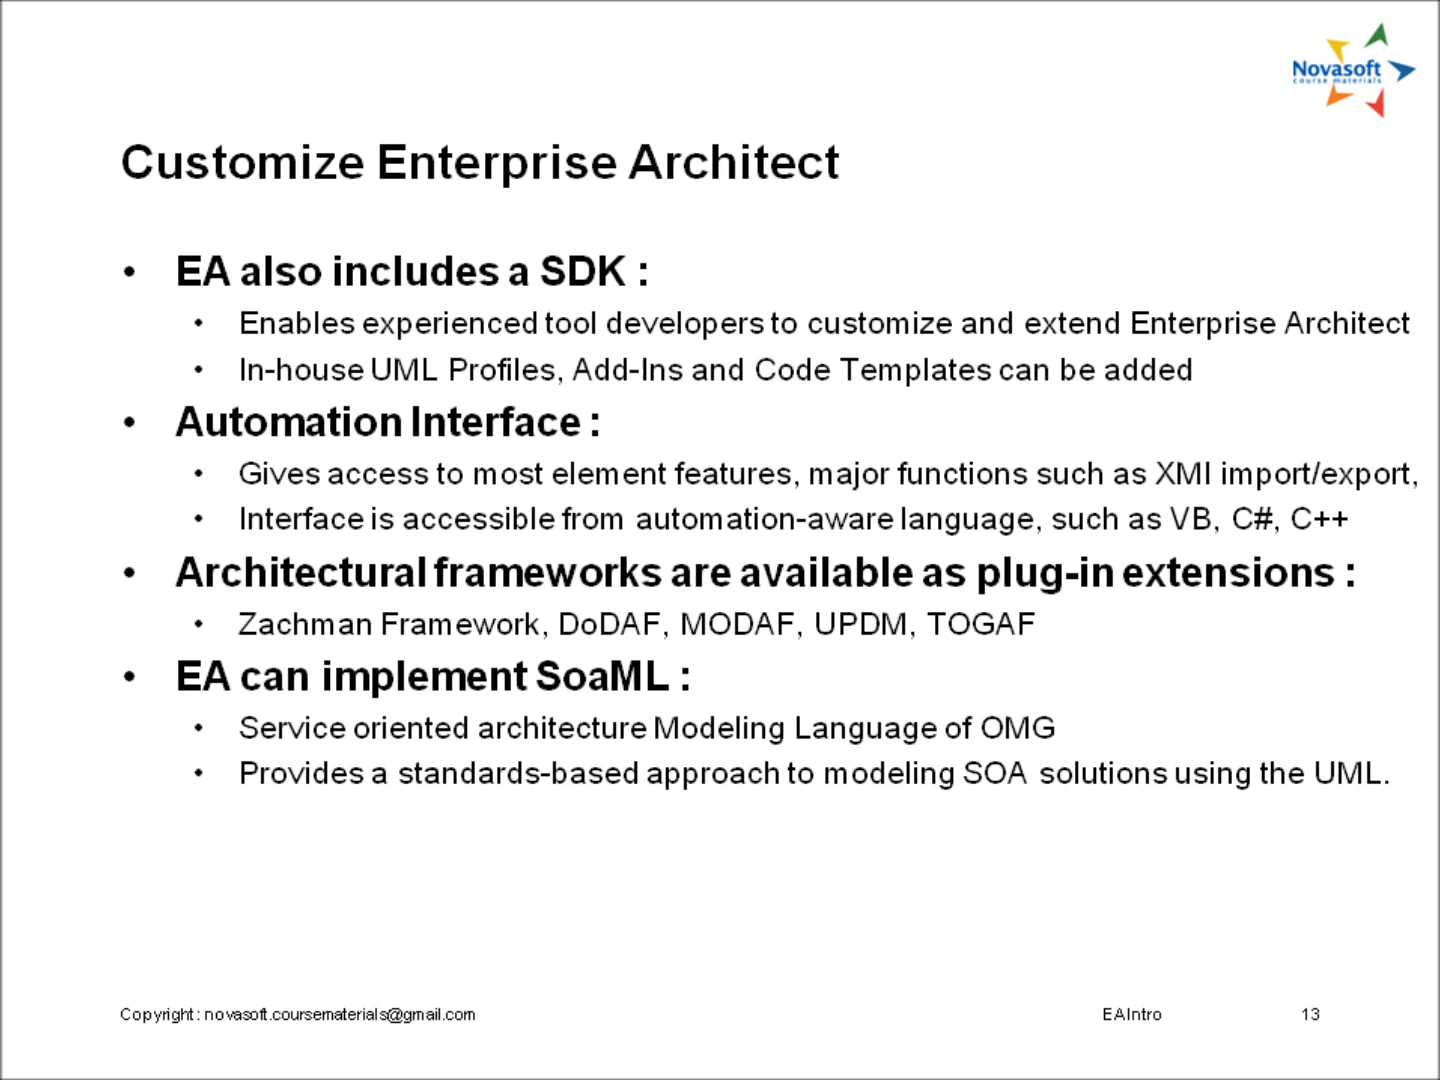 Novasoft
course materials
Customize Enterprise Architect
• EA also includes a SDK :
• Enables experienced tool developers to customize and extend Enterprise Architect
• In-house UML Profiles, Add-Ins and Code Templates can be added
• Automation Interface :
• Gives access to most element features, major functions such as XMI import/export,
• Interface is accessible from automation-aware language, such as VB, C#, C++
• Architectural frameworks are available as plug-in extensions :
• Zachman Framework, DoDAF, MODAF, UPDM, TOGAF
• EA can implement SoaML :
• Service oriented architecture Modeling Language of OMG
• Provides a standards-based approach to modeling SOA solutions using the UML.
Copyright : novasoft.coursematerials@gmail.com EAIntro 13